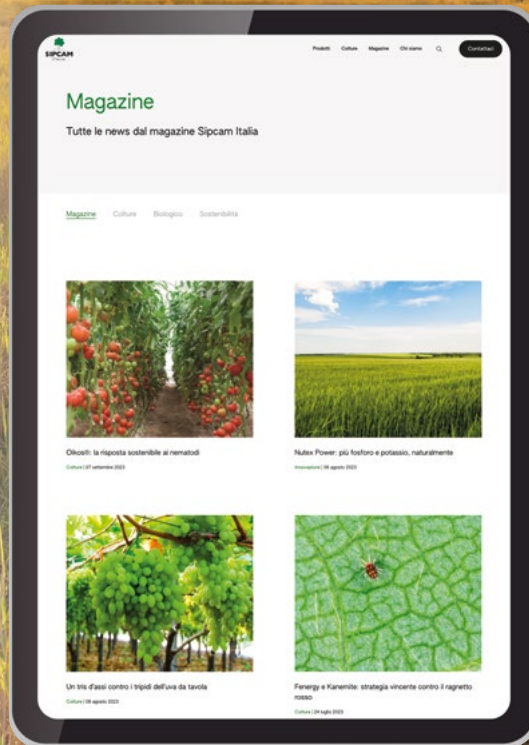 SIPCAM
Prodotti Colture Magazine Chi siamo Contattaci
Magazine
Tutte le news dal magazine Sipcam Italia
Magazine Colture Biologico Sostenibilità
Oikos®: la risposta sostenibile ai nematodi
Colture | 07 settembre 2023
Nutex Power: più fosforo e potassio, naturalmente
Innovazione | 06 agosto 2023
Un tris d'assi contro i tripidi dell'uva da tavola
Colture | 08 agosto 2023
Fenergy e Kanemite: strategia vincente contro il ragnetto
rosso
Colture | 24 luglio 2023